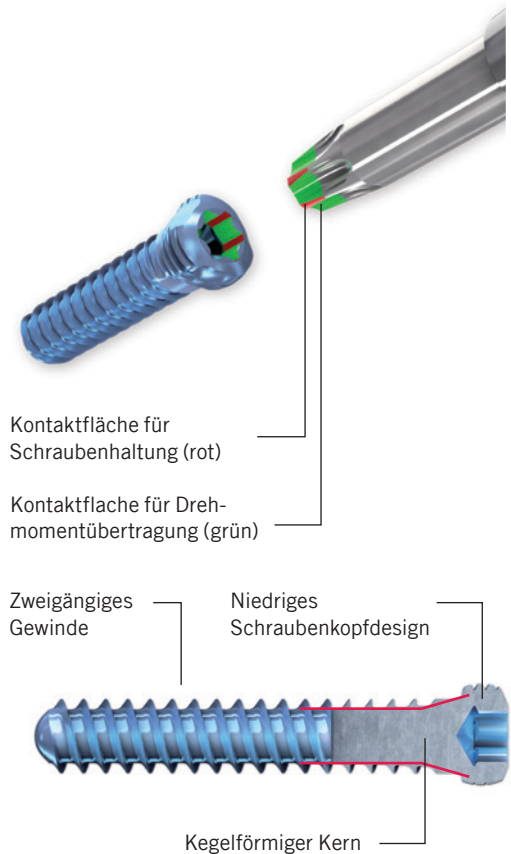 Kontaktfläche für
Schraubenhaltung (rot)
Kontaktflache für Dreh-
momentübertragung (grün)
Zweigängiges
Gewinde
Niedriges
Schraubenkopfdesign
Kegelförmiger Kern